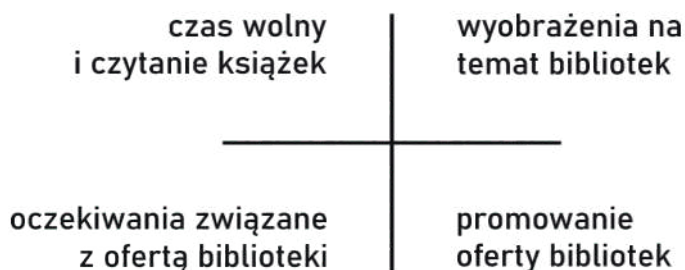 czas wolny
i czytanie książek
wyobrażenia na
temat bibliotek
oczekiwania związane
z ofertą biblioteki
promowanie
oferty bibliotek